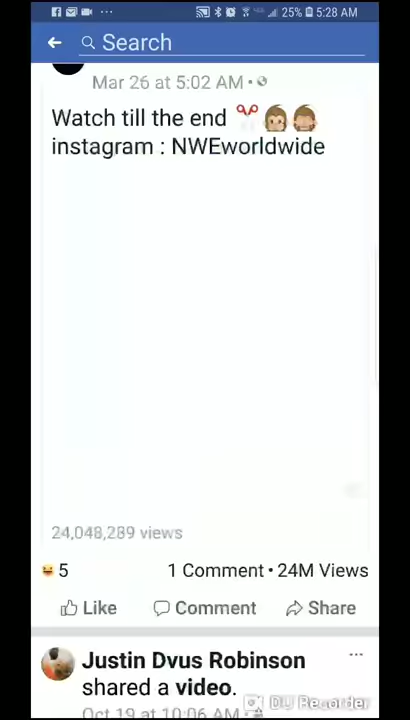 25% 5:28 AM
Search
Mar 26 at 5:02 AM
Watch till the end
instagram : NWEworldwide
24,048,289 views
5
1 Comment • 24M Views
Like Comment Share
Justin Dvus Robinson
shared a video.
Oct 19 at 10:06 AM
DU Recorder